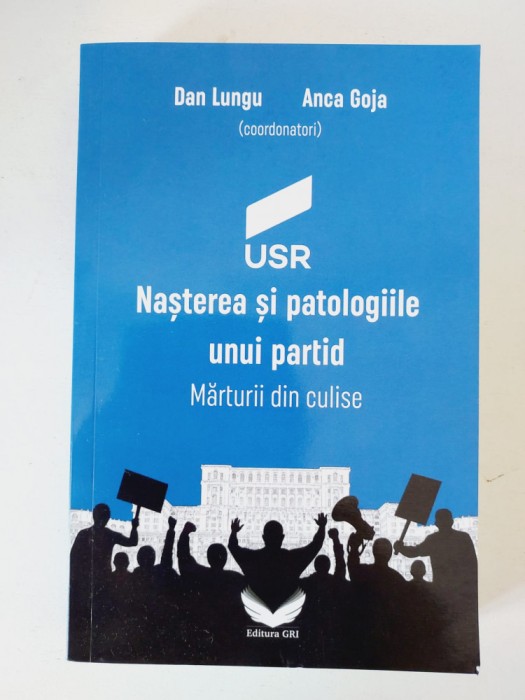 Dan Lungu Anca Goja
(coordonatori)
USR
Nașterea și patologiile
unui partid
Mărturii din culise
Editura GRI